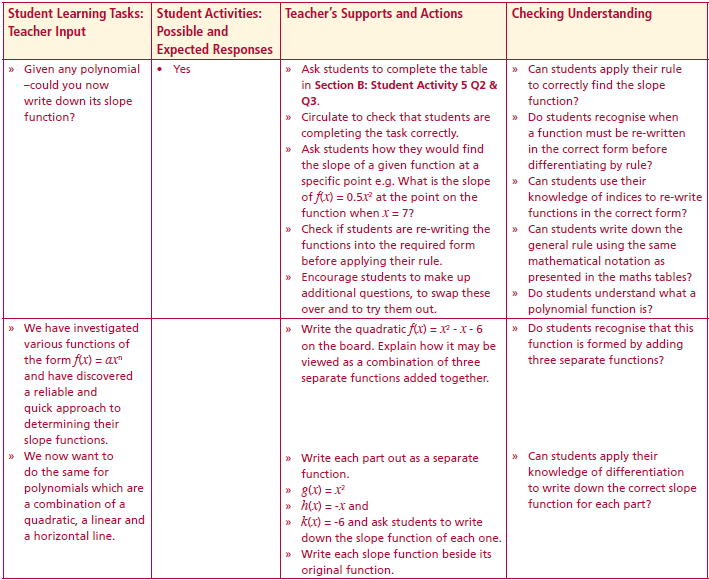 Student Learning Tasks:
Teacher Input
Student Activities:
Possible and
Expected Responses
Teacher's Supports and Actions
Checking Understanding
» Given any polynomial
–could you now
write down its slope
function?
• Yes
» Ask students to complete the table
in Section B: Student Activity 5 Q2 &
Q3.
» Circulate to check that students are
completing the task correctly.
» Ask students how they would find
the slope of a given function at a
specific point e.g. What is the slope
of f(x) = 0.5x² at the point on the
function when x = 7?
» Check if students are re-writing the
functions into the required form
before applying their rule.
» Encourage students to make up
additional questions, to swap these
over and to try them out.
» Can students apply their rule
to correctly find the slope
function?
» Do students recognise when
a function must be re-written
in the correct form before
differentiating by rule?
» Can students use their
knowledge of indices to re-write
functions in the correct form?
» Can students write down the
general rule using the same
mathematical notation as
presented in the maths tables?
» Do students understand what a
polynomial function is?
» We have investigated
various functions of
the form f(x) = axⁿ
and have discovered
a reliable and
quick approach to
determining their
slope functions.
» We now want to
do the same for
polynomials which are
a combination of a
quadratic, a linear and
a horizontal line.
» Write the quadratic f(x) = x² - x - 6
on the board. Explain how it may be
viewed as a combination of three
separate functions added together.
» Write each part out as a separate
function.
» g(x) = x²
» h(x) = -x and
» k(x) = -6 and ask students to write
down the slope function of each one.
» Write each slope function beside its
original function.
» Do students recognise that this
function is formed by adding
three separate functions?
» Can students apply their
knowledge of differentiation
to write down the correct slope
function for each part?